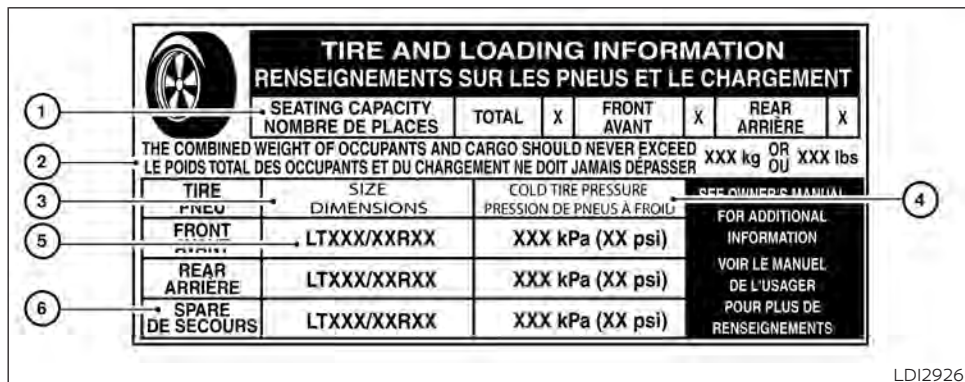 TIRE AND LOADING INFORMATION
RENSEIGNEMENTS SUR LES PNEUS ET LE CHARGEMENT
1
SEATING CAPACITY
NOMBRE DE PLACES
TOTAL
X
FRONT
AVANT
X
REAR
ARRIÈRE
X
2
THE COMBINED WEIGHT OF OCCUPANTS AND CARGO SHOULD NEVER EXCEED
LE POIDS TOTAL DES OCCUPANTS ET DU CHARGEMENT NE DOIT JAMAIS DÉPASSER
XXX kg OR
OU XXX lbs
TIRE
PNEU
3
SIZE
DIMENSIONS
COLD TIRE PRESSURE
PRESSION DE PNEUS À FROID
4
SEE OWNER'S MANUAL
FOR ADDITIONAL
INFORMATION
VOIR LE MANUEL
DE L'USAGER
POUR PLUS DE
RENSEIGNEMENTS
5
FRONT
AVANT
LTXXX/XXRXX
XXX kPa (XX psi)
REAR
ARRIÈRE
LTXXX/XXRXX
XXX kPa (XX psi)
6
SPARE
DE SECOURS
LTXXX/XXRXX
XXX kPa (XX psi)
LDI2926